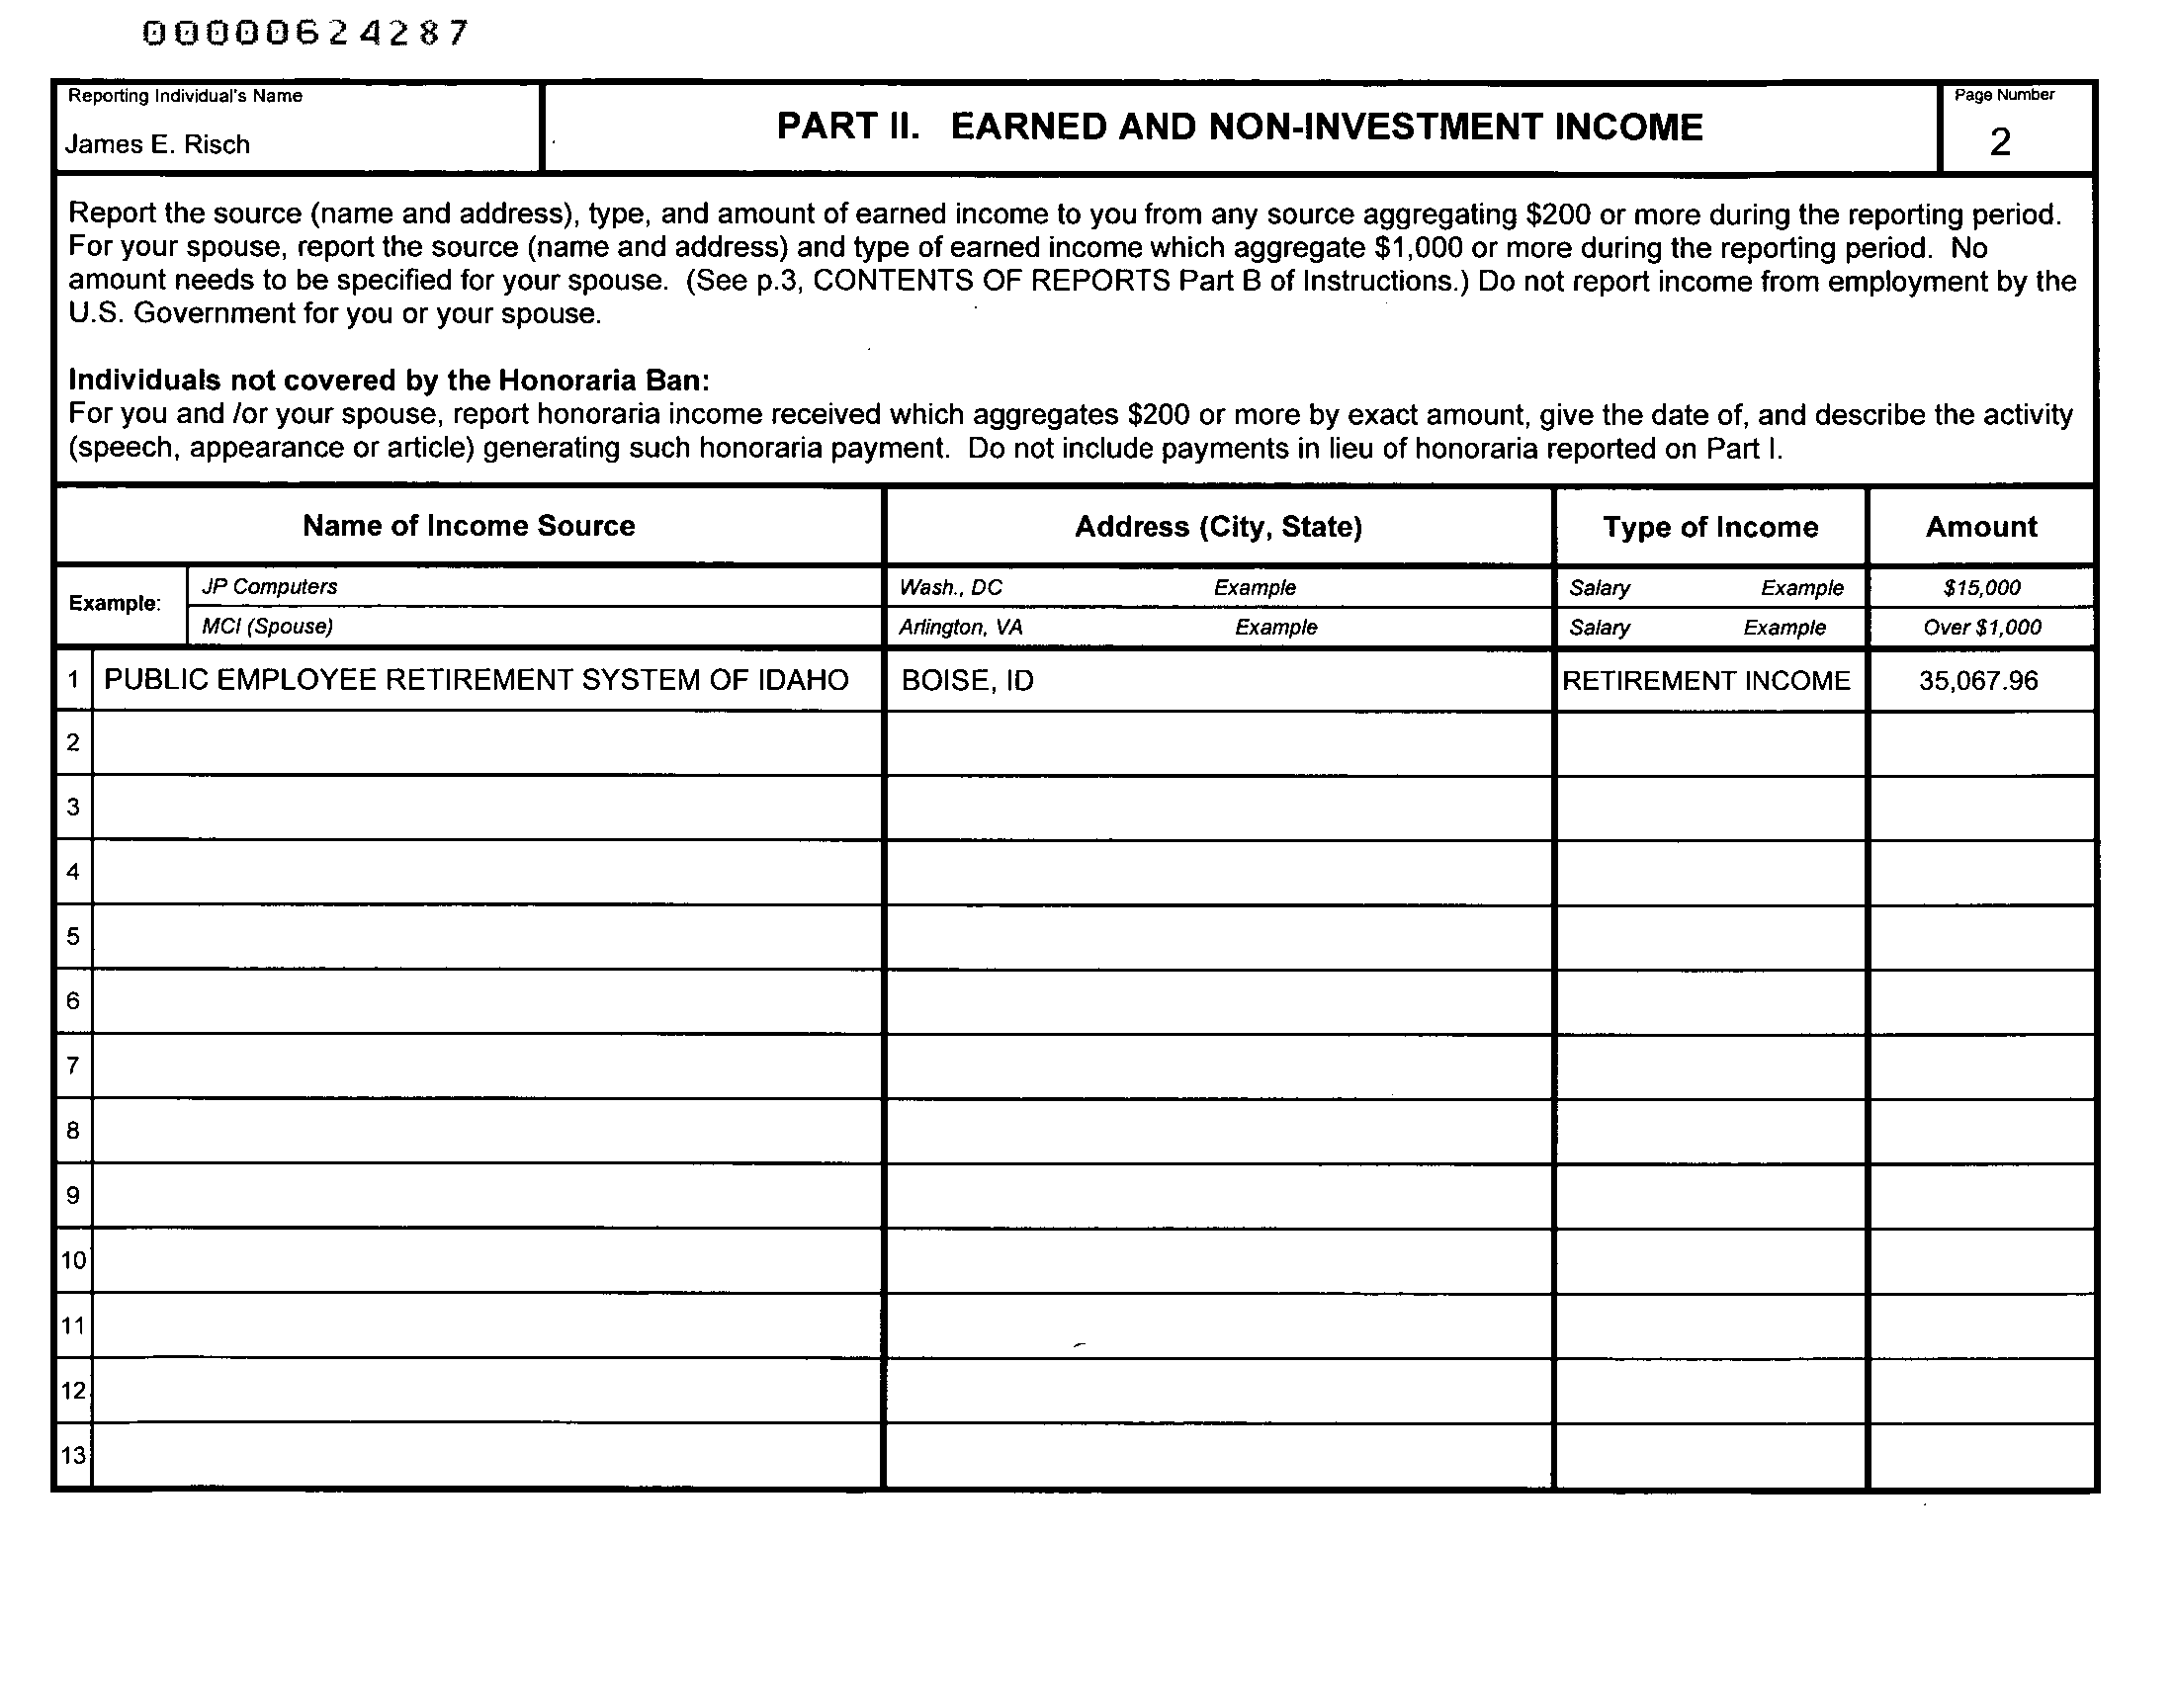 00000624287
Reporting Individual's Name
James E. Risch
PART II. EARNED AND NON-INVESTMENT INCOME
Page Number
2
Report the source (name and address), type, and amount of earned income to you from any source aggregating $200 or more during the reporting period.
For your spouse, report the source (name and address) and type of earned income which aggregate $1,000 or more during the reporting period. No
amount needs to be specified for your spouse. (See p.3, CONTENTS OF REPORTS Part B of Instructions.) Do not report income from employment by the
U.S. Government for you or your spouse.
Individuals not covered by the Honoraria Ban:
For you and /or your spouse, report honoraria income received which aggregates $200 or more by exact amount, give the date of, and describe the activity
(speech, appearance or article) generating such honoraria payment. Do not include payments in lieu of honoraria reported on Part I.
Name of Income Source Address (City, State) Type of Income Amount
Example:
JP Computers Wash., DC Example Salary Example $15,000
MCI (Spouse) Arlington, VA Example Salary Example Over $1,000
1 PUBLIC EMPLOYEE RETIREMENT SYSTEM OF IDAHO BOISE, ID RETIREMENT INCOME 35,067.96
2
3
4
5
6
7
8
9
10
11
12
13